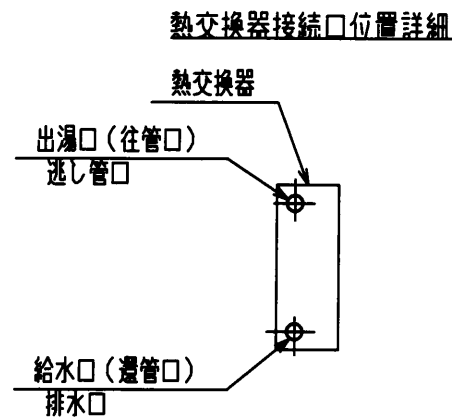 熱交換器接続口位置詳細
熱交換器
出湯口（往管口）
逃し管口
給水口（還管口）
排水口